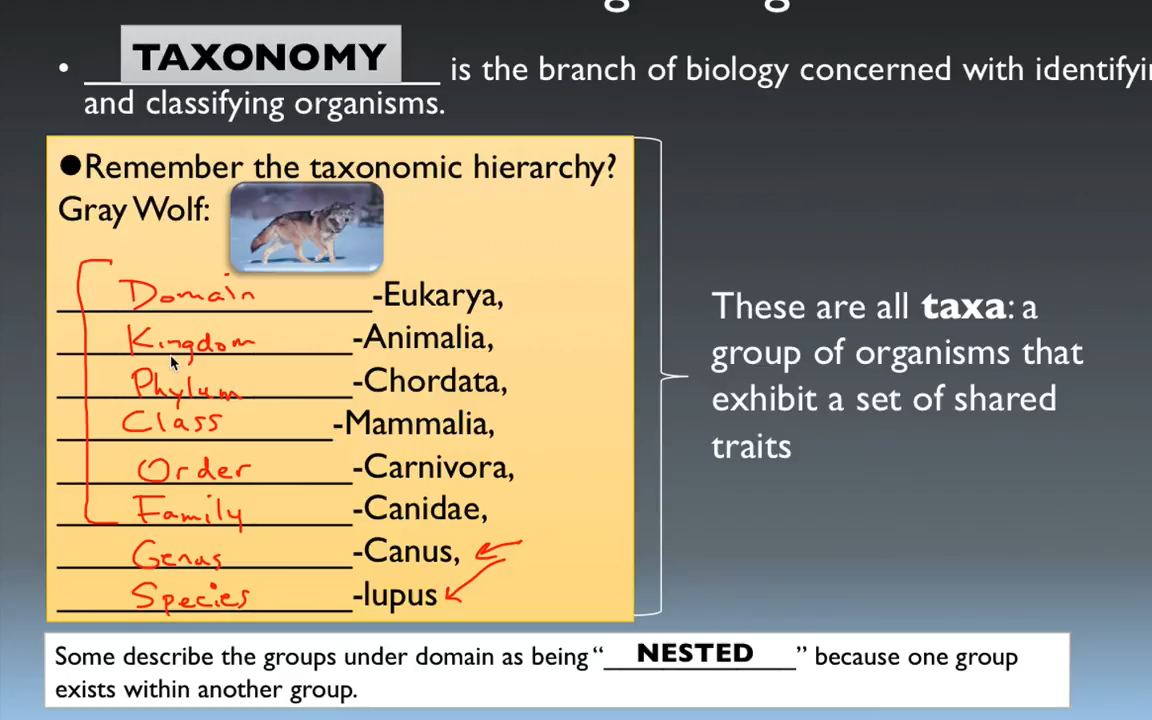 • TAXONOMY is the branch of biology concerned with
and classifying organisms.
●Remember the taxonomic hierarchy?
Gray Wolf:
Domain -Eukarya,
Kingdom -Animalia,
Phylum -Chordata,
Class -Mammalia,
Order -Carnivora,
Family -Canidae,
Genus -Canus,
Species -lupus
These are all taxa: a
group of organisms that
exhibit a set of shared
traits
Some describe the groups under domain as being “NESTED” because one group
exists within another group.